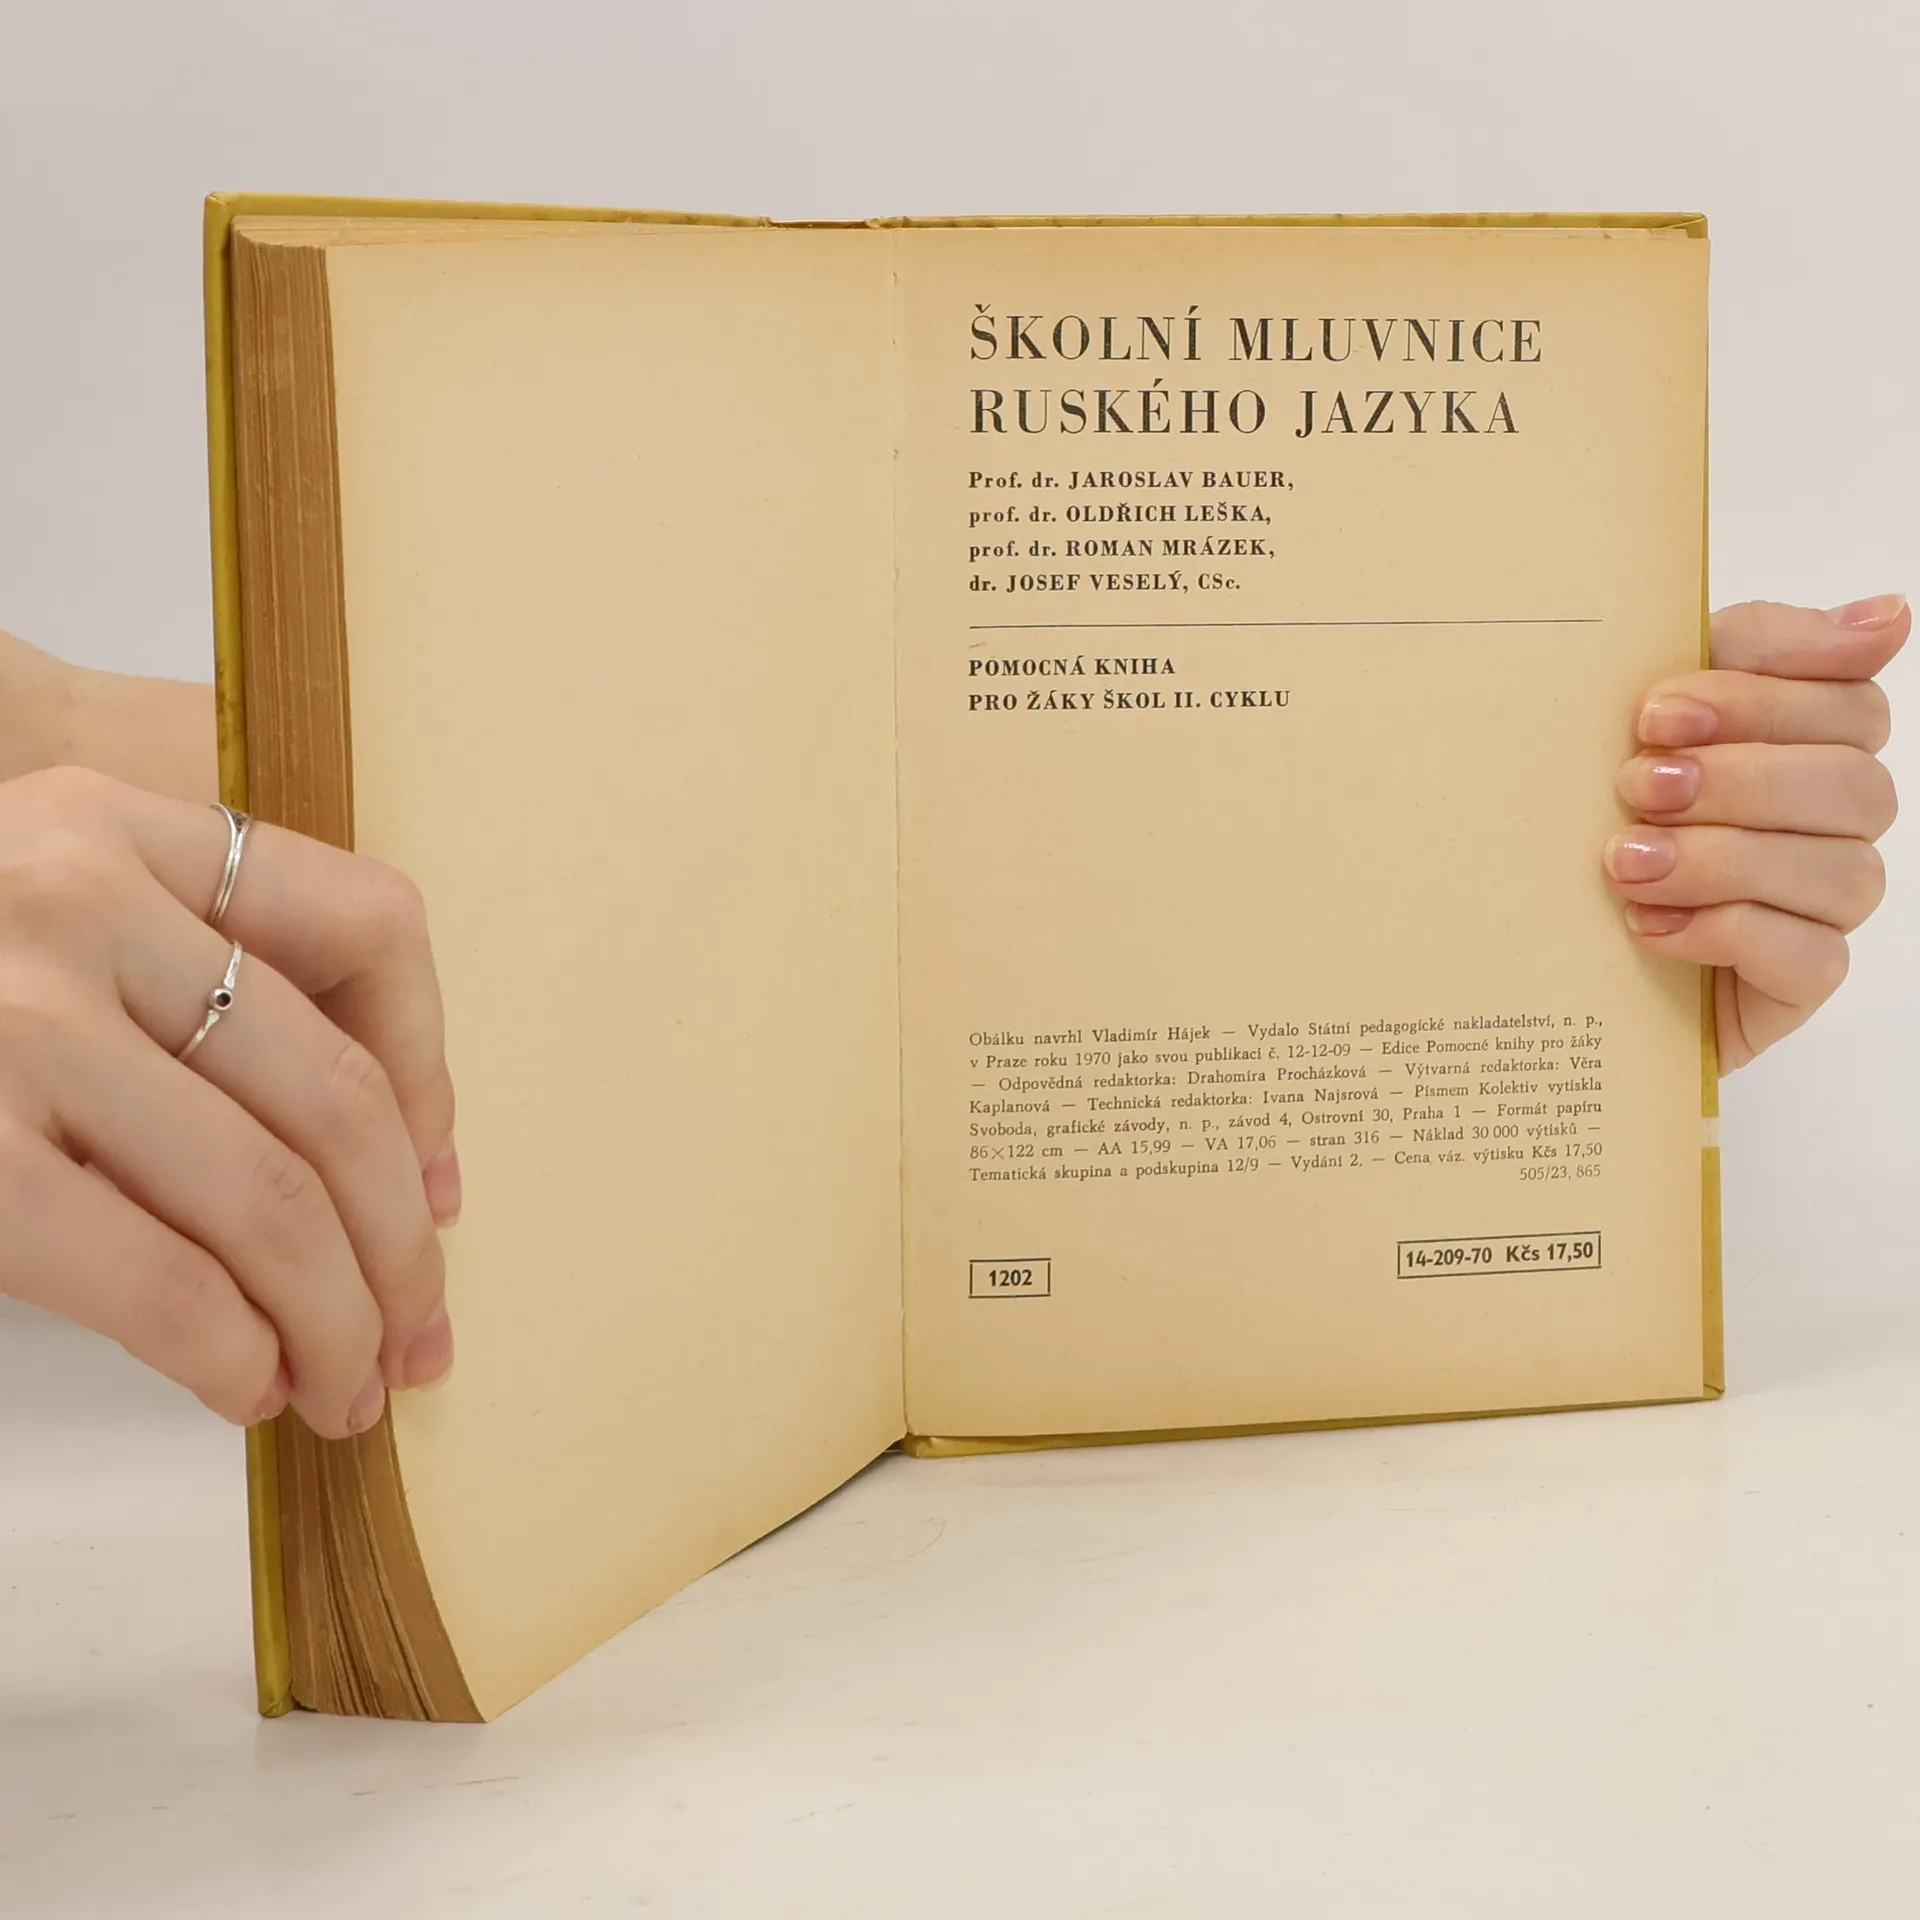 ŠKOLNÍ MLUVNICE
RUSKÉHO JAZYKA
Prof. dr. JAROSLAV BAUER,
prof. dr. OLDŘICH LEŠKA,
prof. dr. ROMAN MRÁZEK,
dr. JOSEF VESELÝ, CSc.
POMOCNÁ KNIHA
PRO ŽÁKY ŠKOL II. CYKLU
Obálku navrhl Vladimír Hájek — Vydalo Státní pedagogické nakladatelství, n. p.,
v Praze roku 1970 jako svou publikaci č. 12-12-09 — Edice Pomocné knihy pro žáky
— Odpovědná redaktorka: Drahomíra Procházková — Výtvarná redaktorka: Věra
Kaplanová — Technická redaktorka: Ivana Najsrová — Písmem Kolektiv vytiskla
Svoboda, grafické závody, n. p., závod 4, Ostrovní 30, Praha 1 — Formát papíru
86×122 cm — AA 15,99 — VA 17,06 — stran 316 — Náklad 30 000 výtisků —
Tematická skupina a podskupina 12/9 — Vydání 2. — Cena váz. výtisku Kčs 17,50
505/23, 865
1202
14-209-70 Kčs 17,50